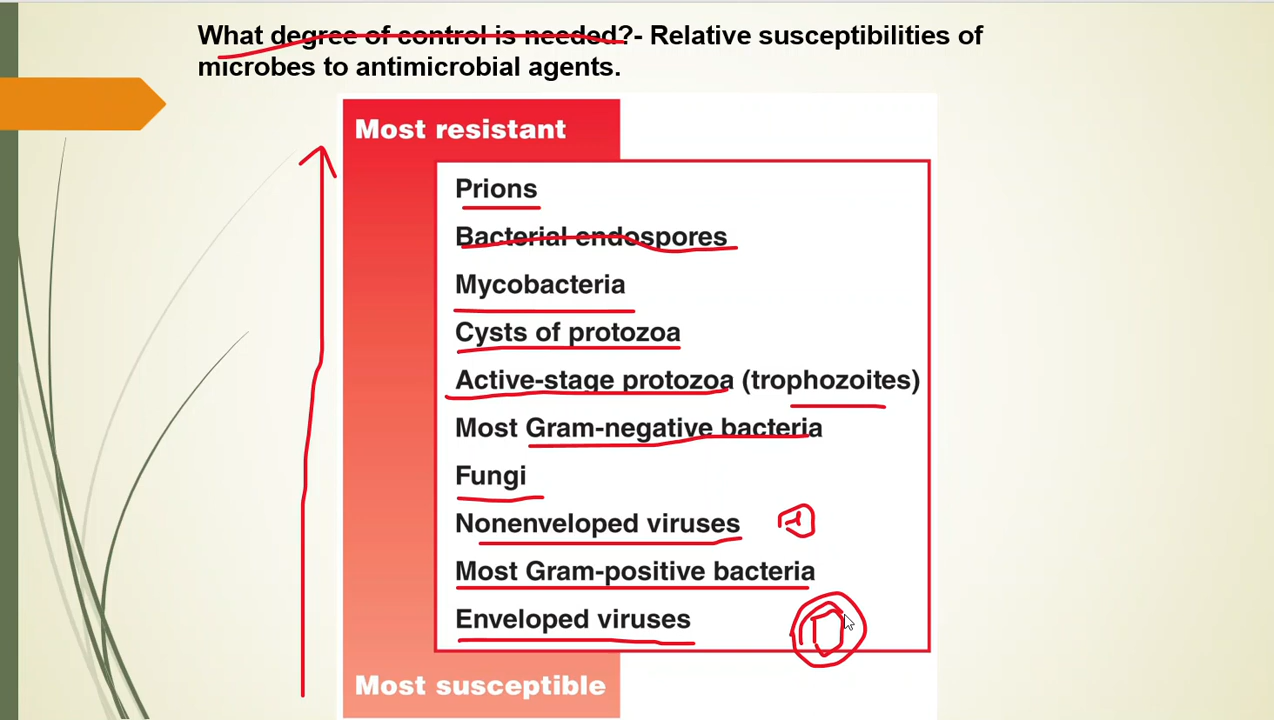 What degree of control is needed?- Relative susceptibilities of
microbes to antimicrobial agents.
Most resistant
Prions
Bacterial endospores
Mycobacteria
Cysts of protozoa
Active-stage protozoa (trophozoites)
Most Gram-negative bacteria
Fungi
Nonenveloped viruses
Most Gram-positive bacteria
Enveloped viruses
Most susceptible